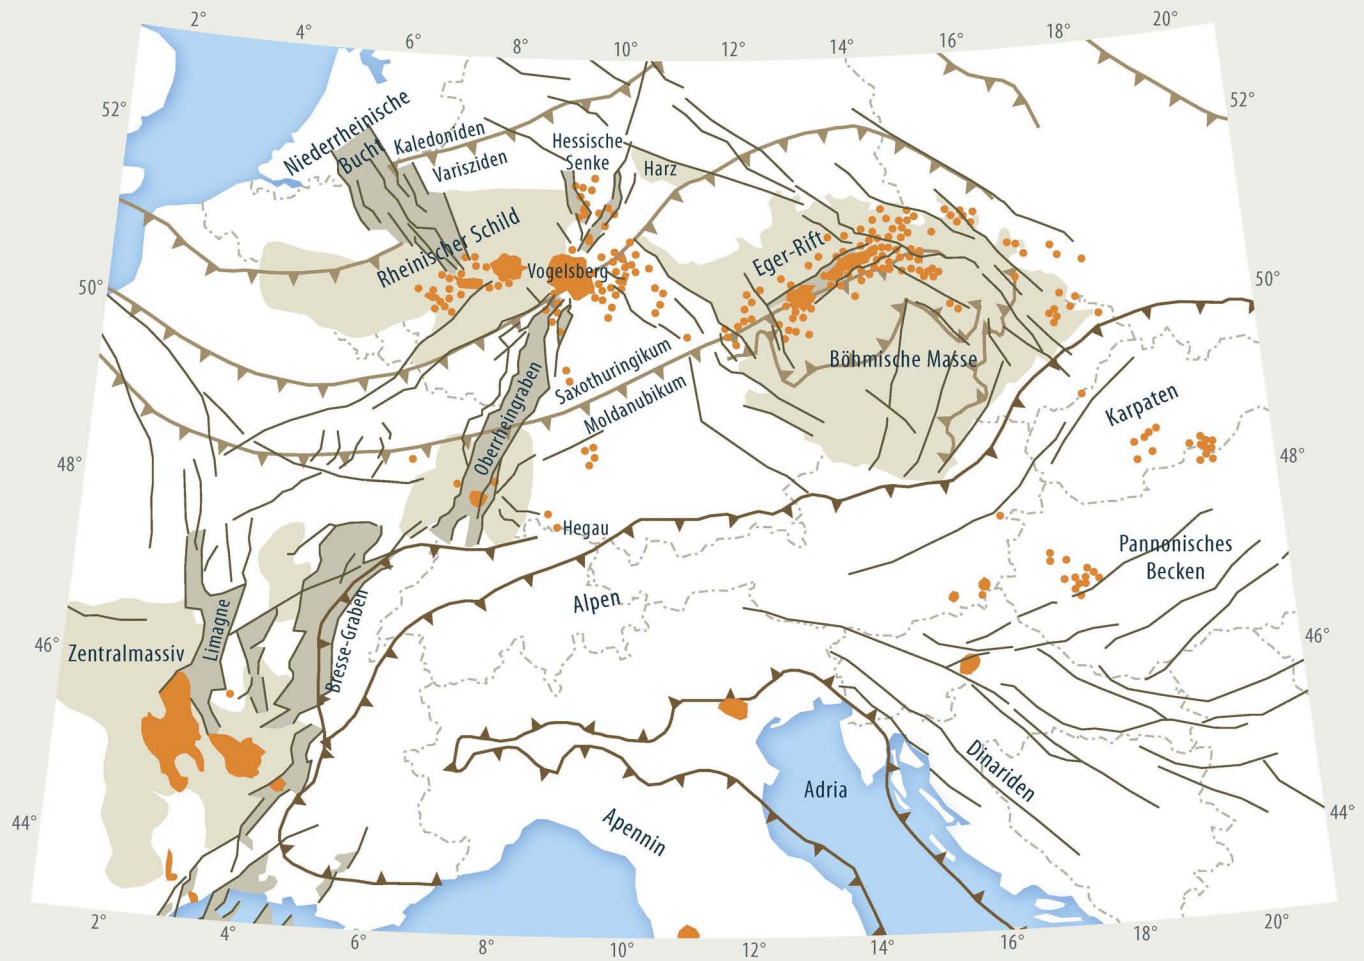 2°
4°
6°
8°
10°
12°
14°
16°
18°
20°
52°
52°
Niederrheinische
Bucht
Kaledoniden
Varisziden
Hessische
Senke
Harz
Rheinischer Schild
Vogelsberg
Eger-Rift
50°
50°
Saxothuringikum
Moldanubikum
Böhmische Masse
Oberrheingraben
Karpaten
48°
48°
Hegau
Pannonisches
Becken
Alpen
Limagne
Bresse-Graben
46°
46°
Zentralmassiv
Dinariden
Adria
Apennin
44°
44°
2°
4°
6°
8°
10°
12°
14°
16°
18°
20°